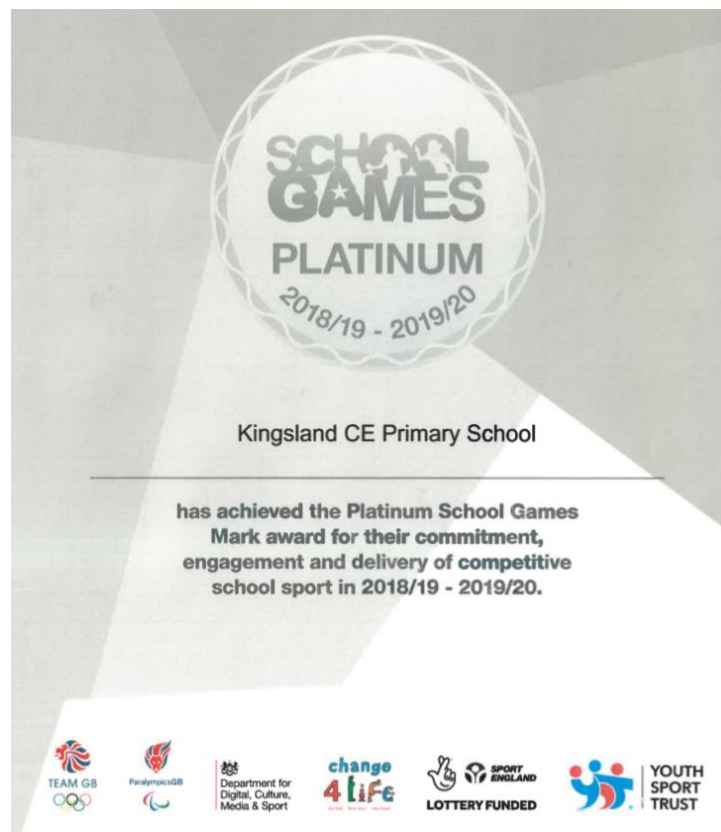 SCHOOL
GAMES
PLATINUM
2018/19 - 2019/20
Kingsland CE Primary School
has achieved the Platinum School Games
Mark award for their commitment,
engagement and delivery of competitive
school sport in 2018/19 - 2019/20.
TEAM GB
ParalympicsGB
Department for
Digital, Culture,
Media & Sport
change
4 Life
SPORT
ENGLAND
LOTTERY FUNDED
YOUTH
SPORT
TRUST